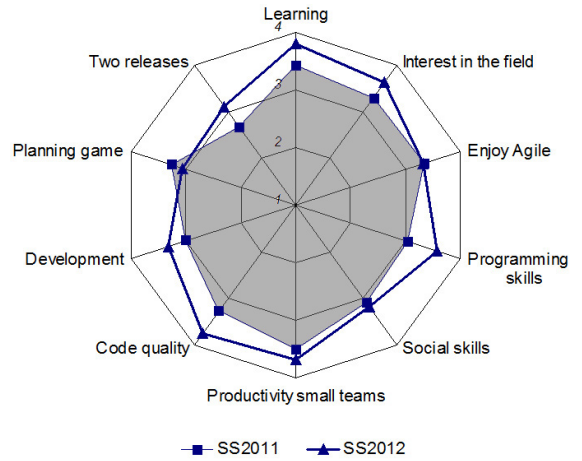 Learning
4
Two releases
Interest in the field
3
Planning game
2
Enjoy Agile
1
Development
Programming
skills
Code quality
Social skills
Productivity small teams
SS2011
SS2012